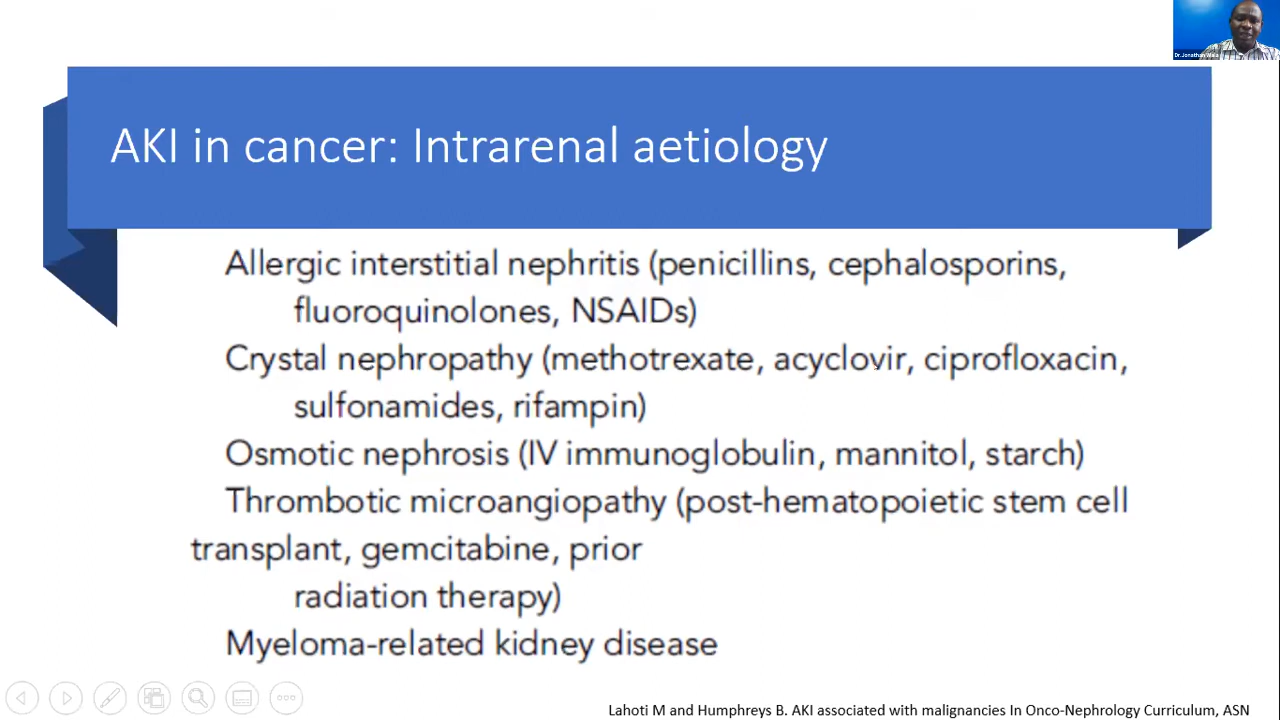 Dr.Jonathan
AKI in cancer: Intrarenal aetiology
Allergic interstitial nephritis (penicillins, cephalosporins,
fluoroquinolones, NSAIDs)
Crystal nephropathy (methotrexate, acyclovir, ciprofloxacin,
sulfonamides, rifampin)
Osmotic nephrosis (IV immunoglobulin, mannitol, starch)
Thrombotic microangiopathy (post-hematopoietic stem cell
transplant, gemcitabine, prior
radiation therapy)
Myeloma-related kidney disease
Lahoti M and Humphreys B. AKI associated with malignancies In Onco-Nephrology Curriculum, ASN